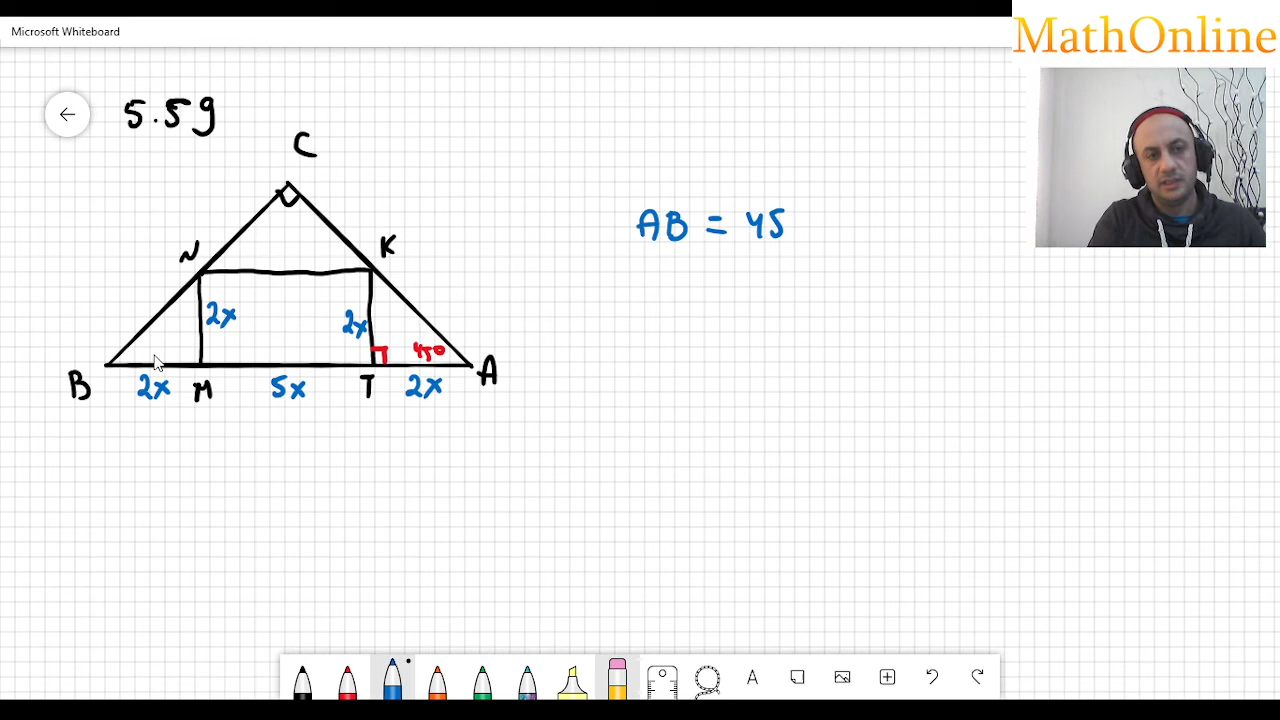 Microsoft Whiteboard
MathOnline
5.5g
C
AB = 45
N K
2x 2x
45°
B 2x M 5x T 2x A
A